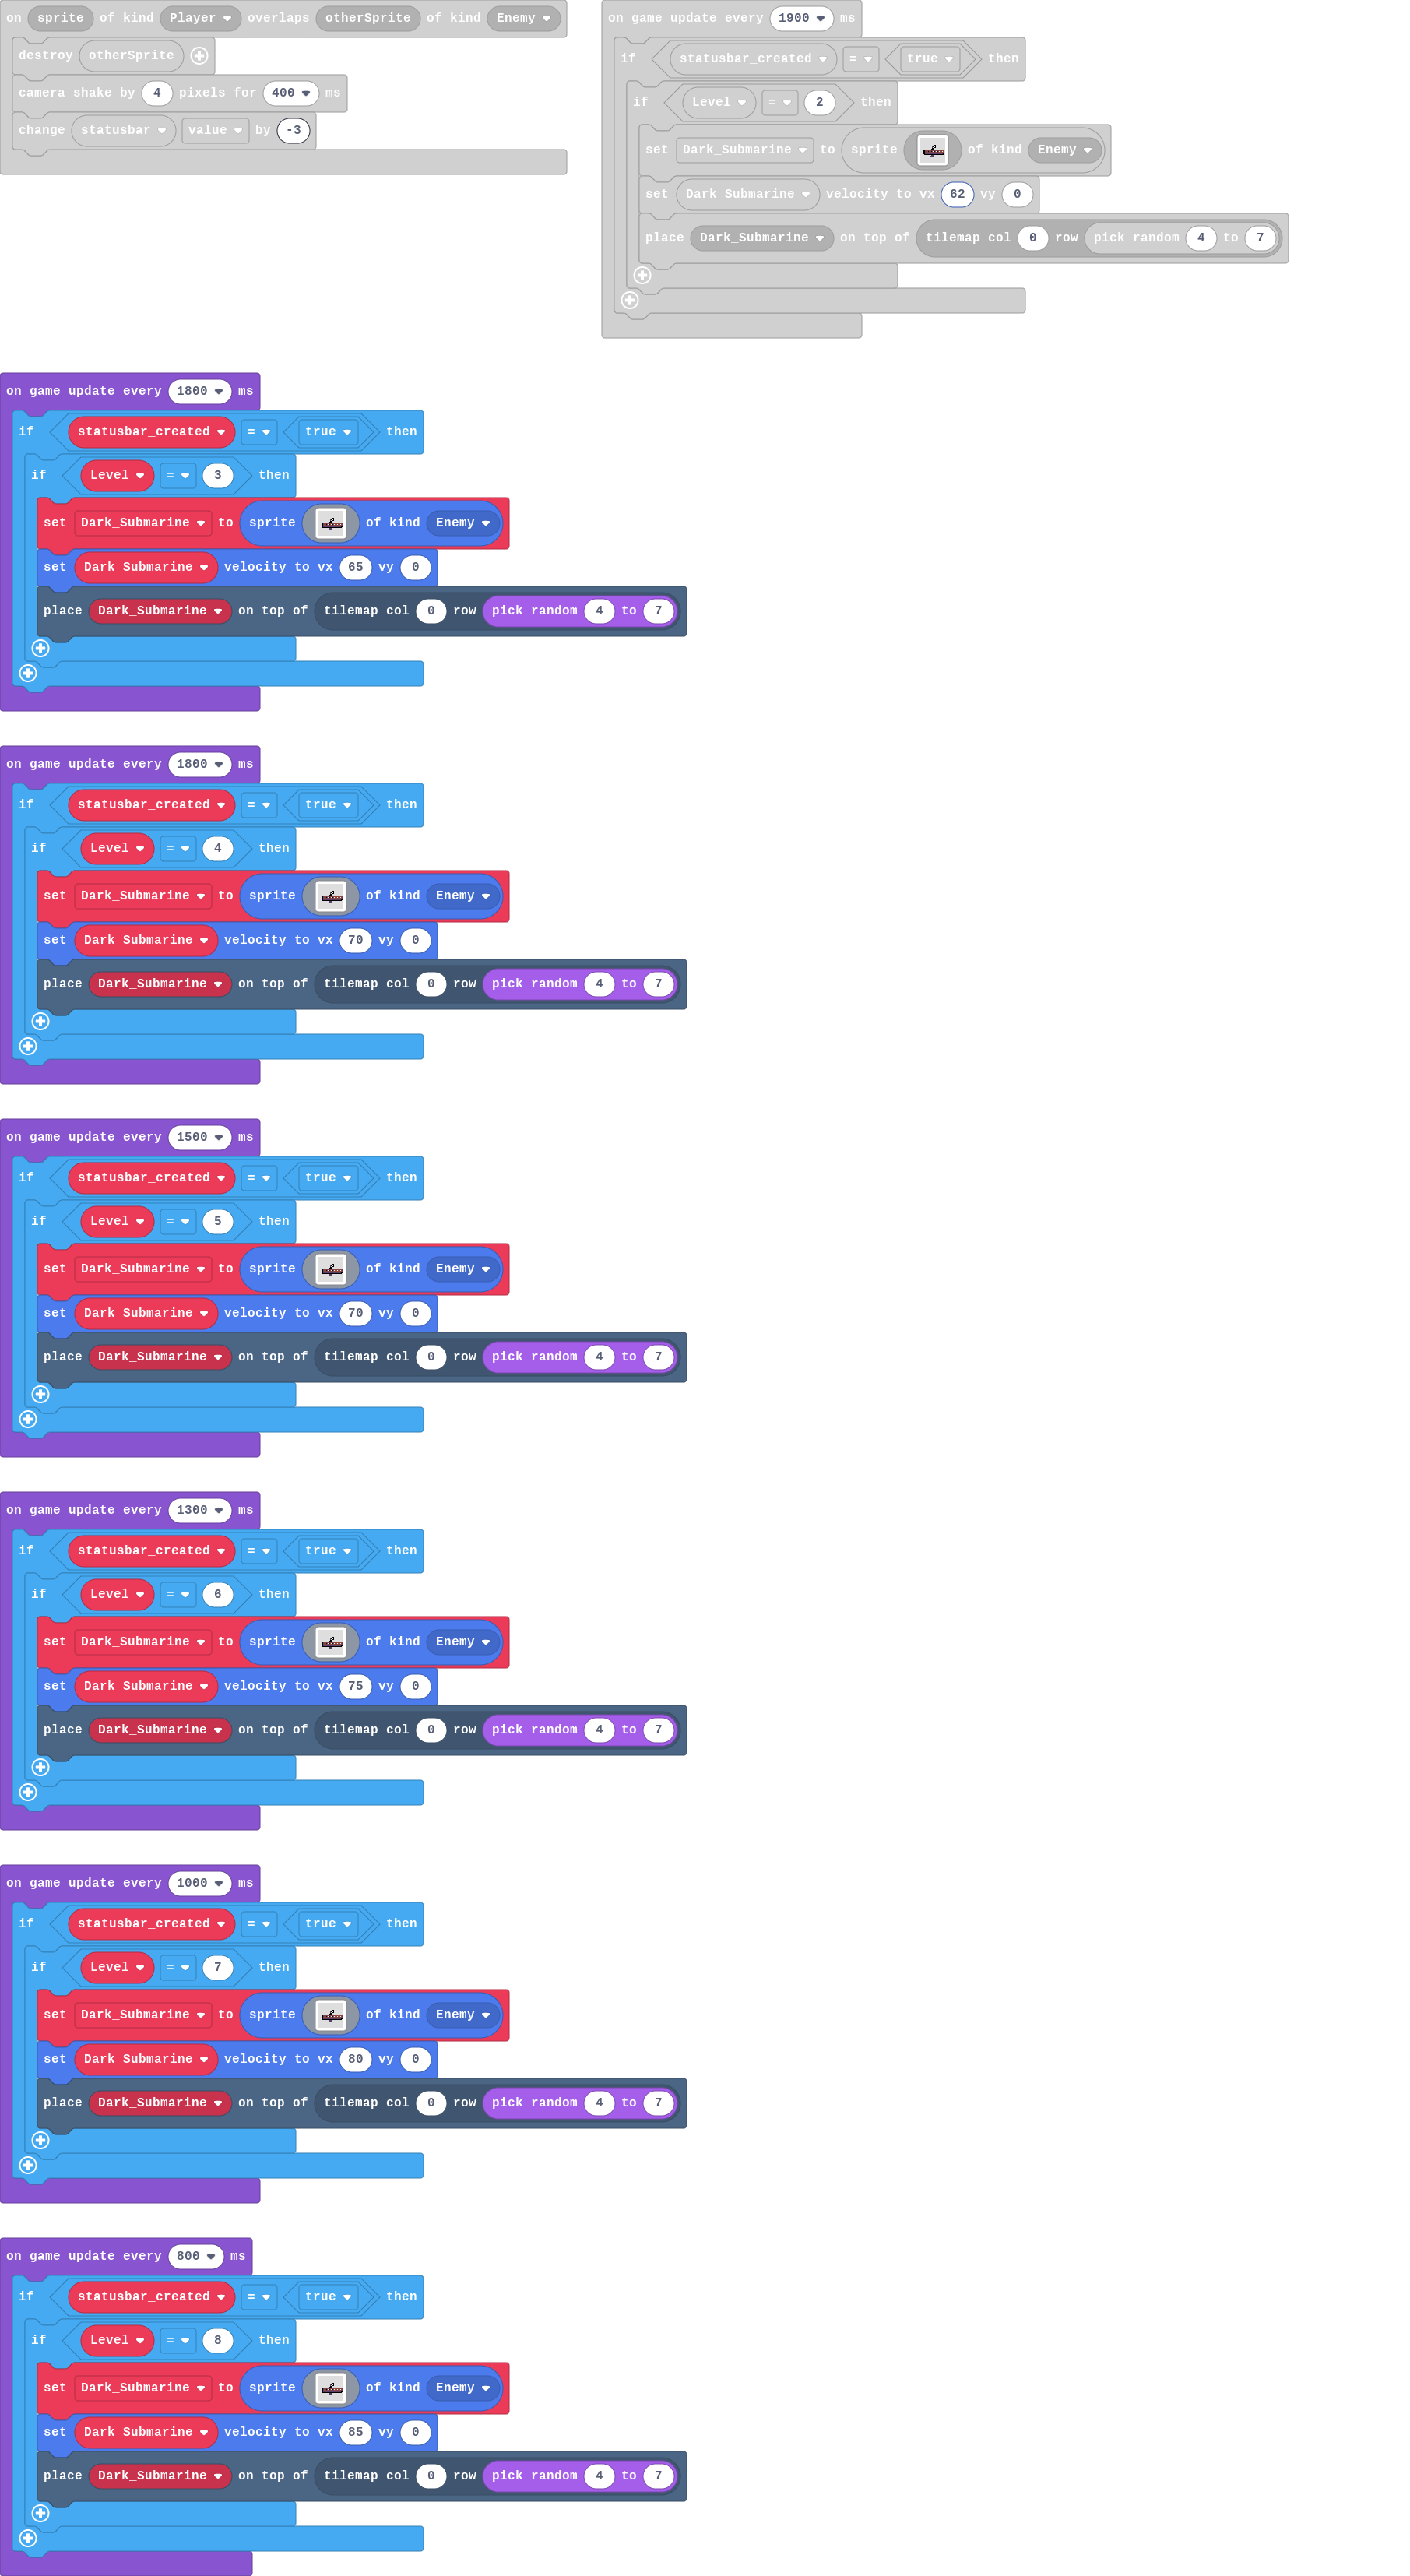 on sprite of kind Player overlaps otherSprite of kind Enemy
destroy otherSprite
camera shake by 4 pixels for 400 ms
change statusbar value by -3
on game update every 1900 ms
if statusbar_created = true then
if Level = 2 then
set Dark_Submarine to sprite of kind Enemy
set Dark_Submarine velocity to vx 62 vy 0
place Dark_Submarine on top of tilemap col 0 row pick random 4 to 7
on game update every 1800 ms
if statusbar_created = true then
if Level = 3 then
set Dark_Submarine to sprite of kind Enemy
set Dark_Submarine velocity to vx 65 vy 0
place Dark_Submarine on top of tilemap col 0 row pick random 4 to 7
on game update every 1800 ms
if statusbar_created = true then
if Level = 4 then
set Dark_Submarine to sprite of kind Enemy
set Dark_Submarine velocity to vx 70 vy 0
place Dark_Submarine on top of tilemap col 0 row pick random 4 to 7
on game update every 1500 ms
if statusbar_created = true then
if Level = 5 then
set Dark_Submarine to sprite of kind Enemy
set Dark_Submarine velocity to vx 70 vy 0
place Dark_Submarine on top of tilemap col 0 row pick random 4 to 7
on game update every 1300 ms
if statusbar_created = true then
if Level = 6 then
set Dark_Submarine to sprite of kind Enemy
set Dark_Submarine velocity to vx 75 vy 0
place Dark_Submarine on top of tilemap col 0 row pick random 4 to 7
on game update every 1000 ms
if statusbar_created = true then
if Level = 7 then
set Dark_Submarine to sprite of kind Enemy
set Dark_Submarine velocity to vx 80 vy 0
place Dark_Submarine on top of tilemap col 0 row pick random 4 to 7
on game update every 800 ms
if statusbar_created = true then
if Level = 8 then
set Dark_Submarine to sprite of kind Enemy
set Dark_Submarine velocity to vx 85 vy 0
place Dark_Submarine on top of tilemap col 0 row pick random 4 to 7